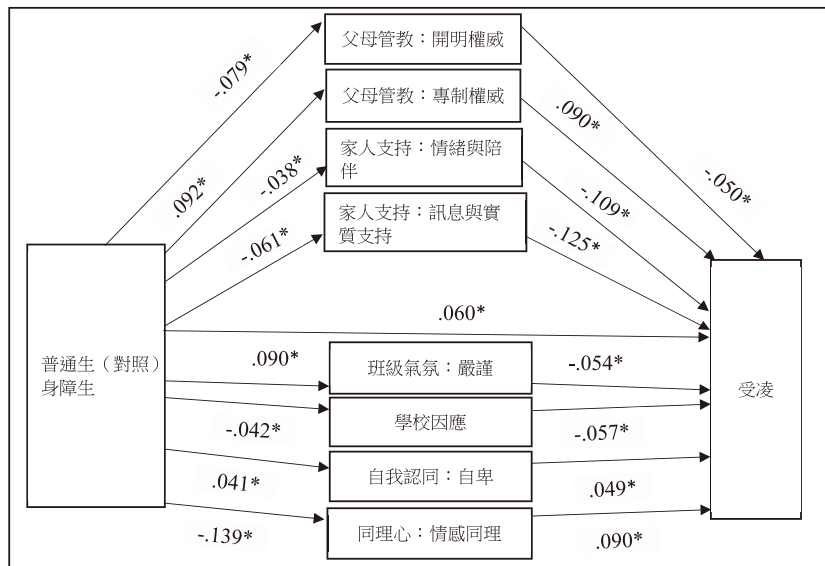 父母管教：開明權威
-.079*
父母管教：專制權威
.090*
家人支持：情緒與陪
伴
.092*
-.038*
-.109*
-.050*
家人支持：訊息與實
質支持
-.061*
-.125*
.060*
普通生（對照）
身障生
受凌
.090*
班級氣氛：嚴謹
-.054*
-.042*
學校因應
-.057*
.041*
自我認同：自卑
.049*
-.139*
同理心：情感同理
.090*